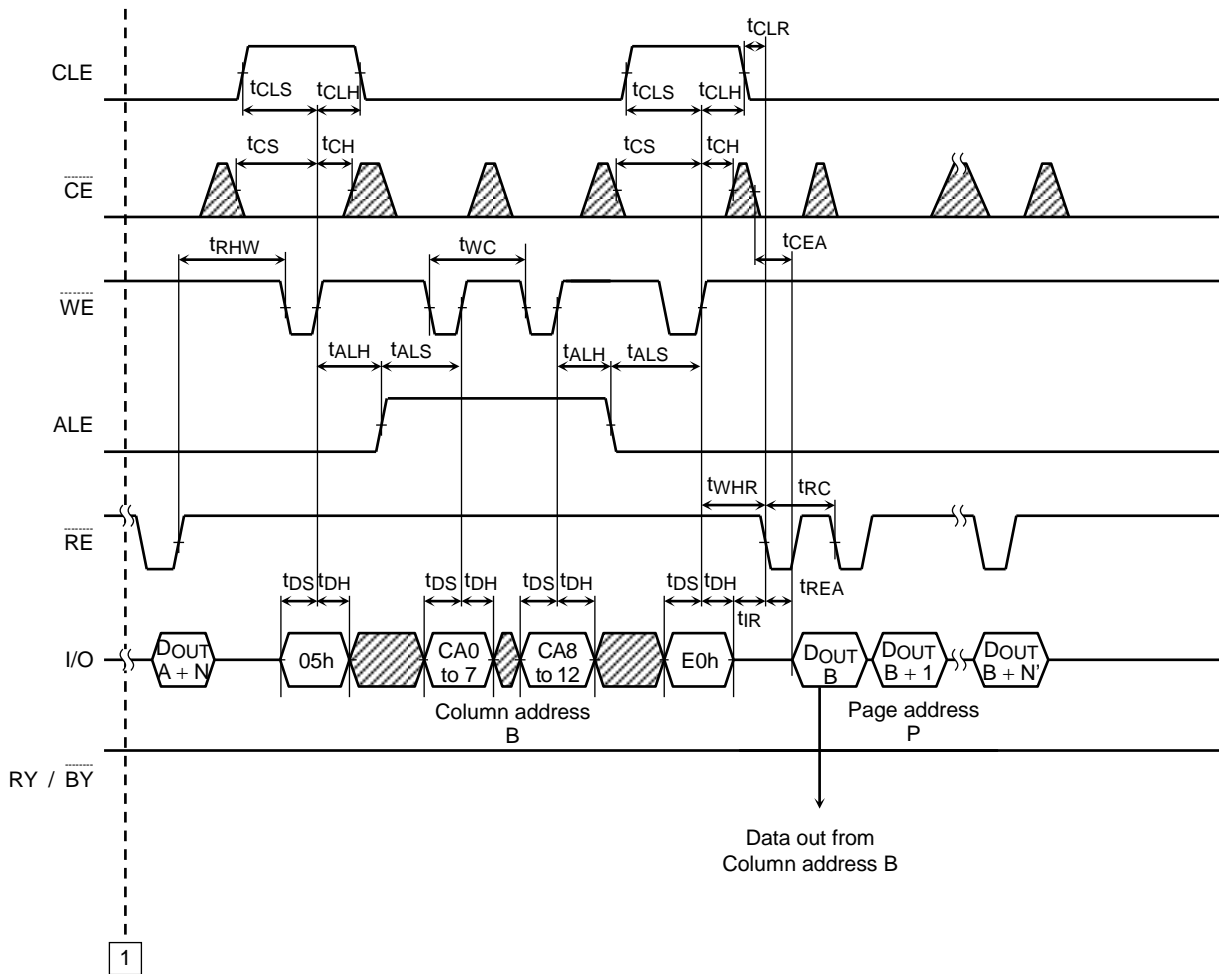 tCLR
CLE
tCLS tCLH tCLS tCLH
tCS tCH tCS tCH
CE
tCEA
tRHW tWC
WE
tALH tALS tALH tALS
ALE
tWHR tRC
RE
tDS tDH tDS tDH tDS tDH tDS tDH tREA
tIR
I/O
DOUT
A + N
05h
CA0
to 7
CA8
to 12
E0h
DOUT
B
DOUT
B + 1
DOUT
B + N’
Column address
B
Page address
P
RY / BY
Data out from
Column address B
1